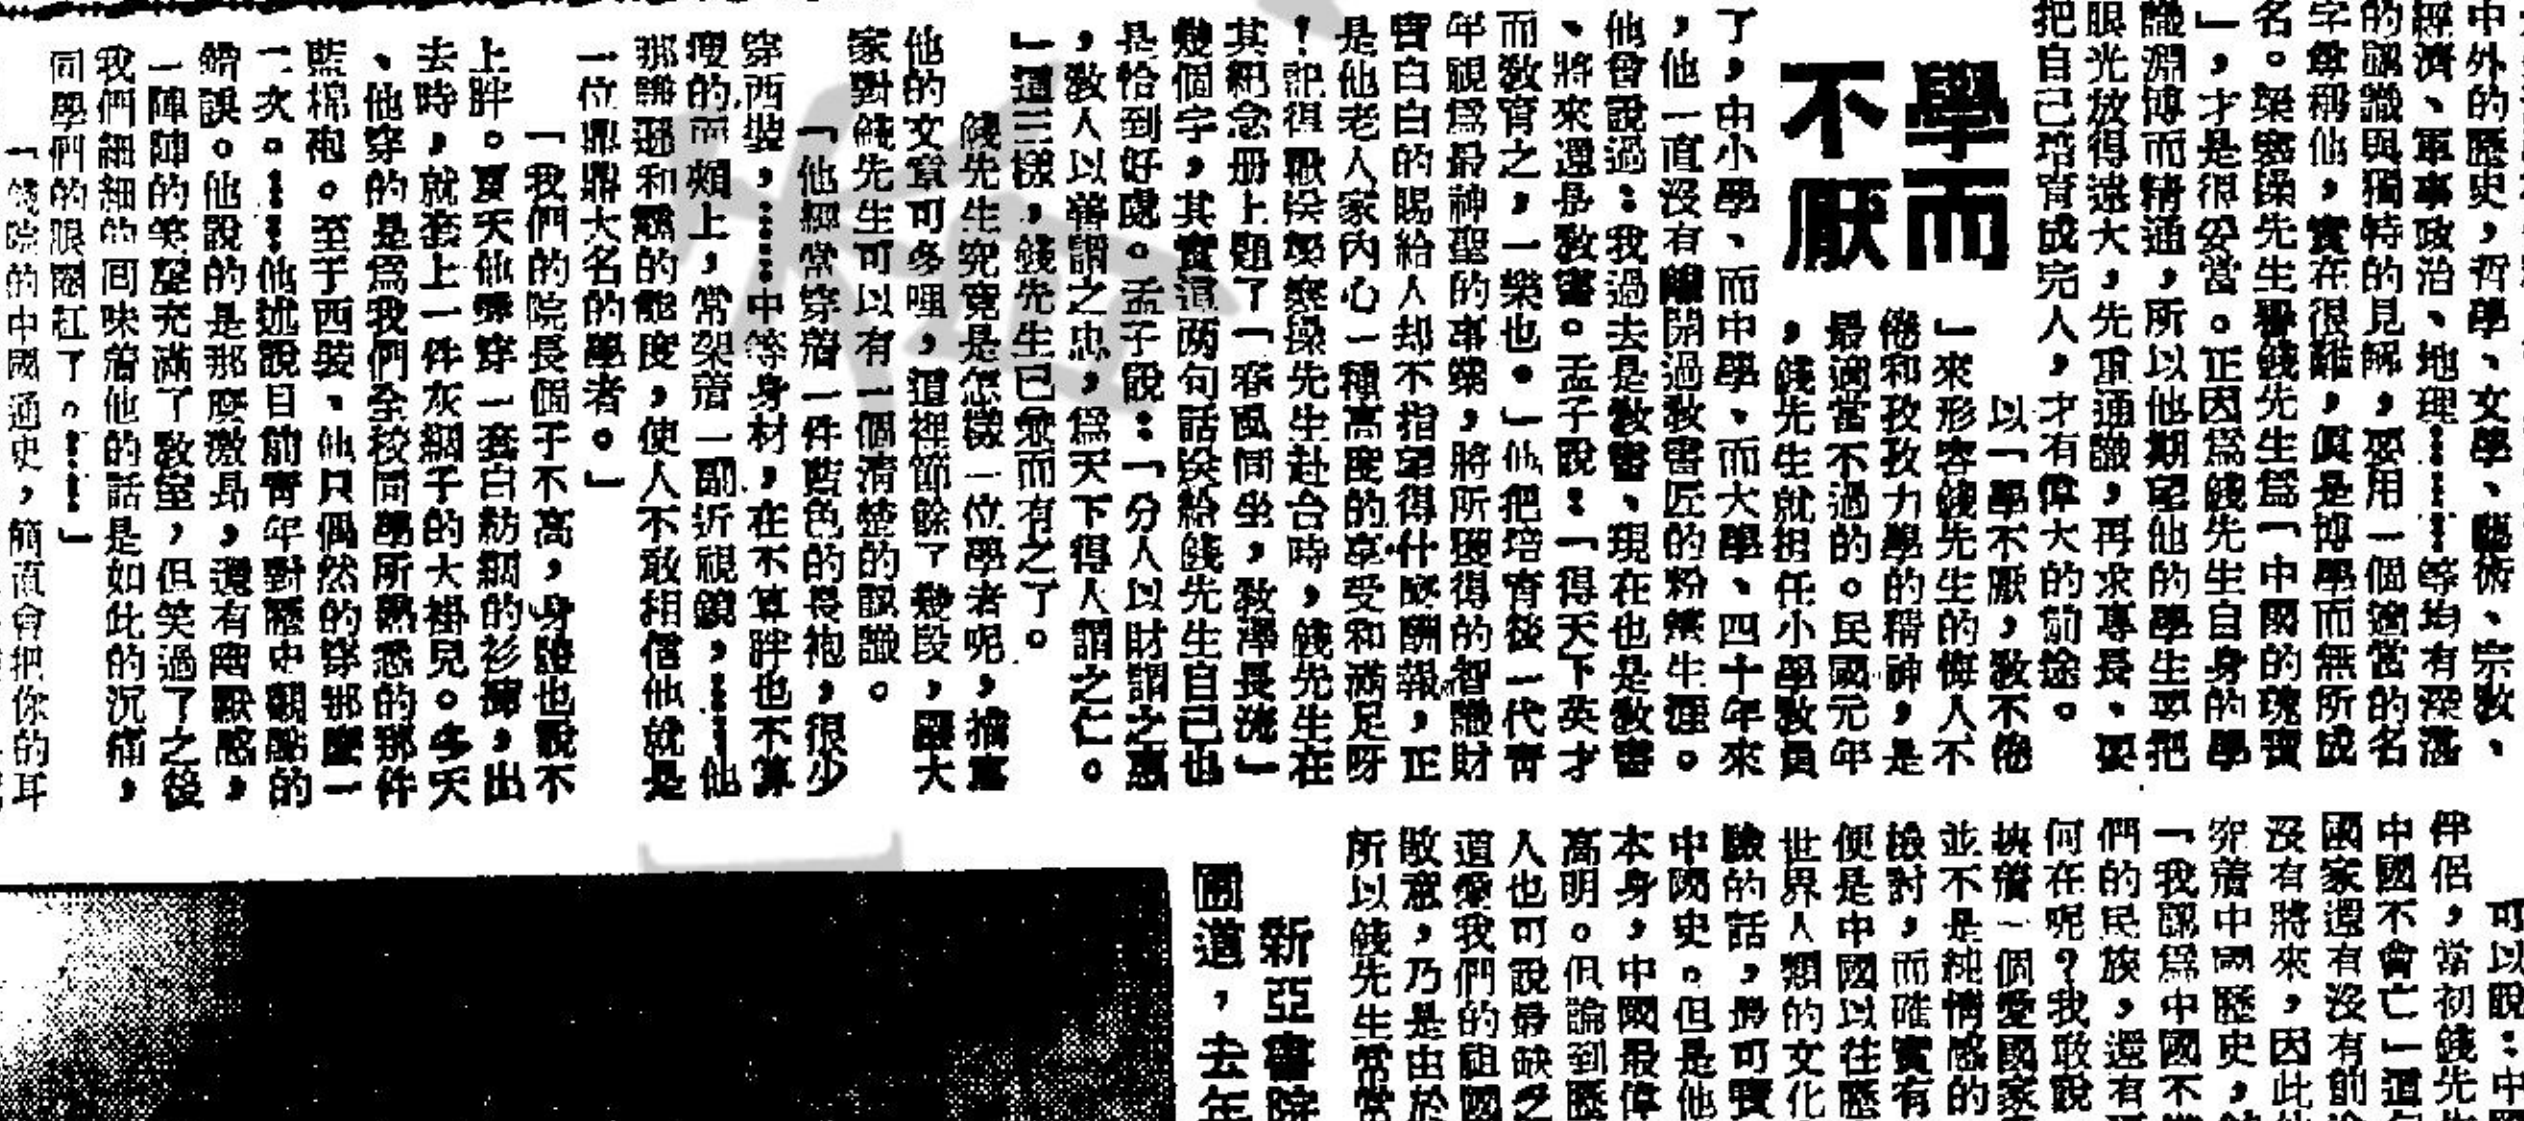 中外的歷史，哲學、文學、藝術、宗教、
經濟、軍事政治、地理……等均有深湛
的認識與獨特的見解，要用一個適當的名
字尊稱他，實在很難，真是博學而無所成
名。梁寒操先生譽錢先生爲「中國的瑰寶
」，才是很妥當。正因爲錢先生自身的學
識淵博而精通，所以他期望他的學生要把
眼光放得遠大，先重通識，再求專長、要
把自己培育成完人，才有偉大的前途。
學而
不厭
以「學不厭，教不倦
」來形容錢先生的誨人不
倦和孜孜力學的精神，是
最適當不過的。民國元年
，錢先生就担任小學教員
了，由小學、而中學、而大學、四十年來
，他一直沒有離開過教書匠的粉筆生涯。
他曾說過：我過去是教書、現在也是教書
、將來還是教書。孟子說：「得天下英才
而教育之，一樂也。」他把培育後一代青
年視爲最神聖的事業，將所獲得的智識財
寶白白的賜給人却不指望得什麼酬報，正
是他老人家內心一種高度的享受和滿足呀
！記得歡送梁寒操先生赴台時，錢先生在
其紀念册上題了「春風同坐，教澤長流」
幾個字，其實這两句話送給錢先生自己也
是恰到好處。孟子說：「分人以財謂之惠
，教人以善謂之忠，爲天下得人謂之仁。
」這三樣，錢先生已兼而有之了。
錢先生究竟是怎樣一位學者呢，描寫
他的文章可多哩，這裡節餘了幾段，讓大
家對錢先生可以有一個清楚的認識。
「他經常穿着一件藍色的長袍，很少
穿西裝，……中等身材，在不算胖也不算
瘦的面頰上，常架着一副近視鏡，……他
那謙遜和靄的態度，使人不敢相信他就是
一位鼎鼎大名的學者。」
「我們的院長個子不高，身體也說不
上胖。夏天他愛穿一套白紡綢的衫褲，出
去時，就套上一件灰綢子的大褂兒。冬天
、他穿的是爲我們全校同學所熟悉的那件
藍棉袍。至于西裝、他只偶然的穿那麼一
二次。……他述說目前青年對歷史觀點的
錯誤。他說的是那麼激昂，還有幽默感，
一陣陣的笑聲充滿了教室，但笑過了之後
我們細細的回味着他的話是如此的沉痛，
同學們的眼圈紅了。……」
「錢院的中國通史，簡直會把你的耳
可以說：中
伴侶，當初錢先
中國不會亡」這
國家還有沒有前
沒有將來，因此
究着中國歷史，
「我認爲中國不
們的民族，還有
何在呢？我敢說
挾着一個愛國家
並不是純情感的
檢討，而確實有
便是中國以往歷
世界人類的文化
驗的話，最可寶
中國史。但是他
本身，中國最偉
高明。但論到歷
人也可說最缺乏
道愛我們的祖國
敬意，乃是由於
所以錢先生常常
新亞書院
圖道，去年